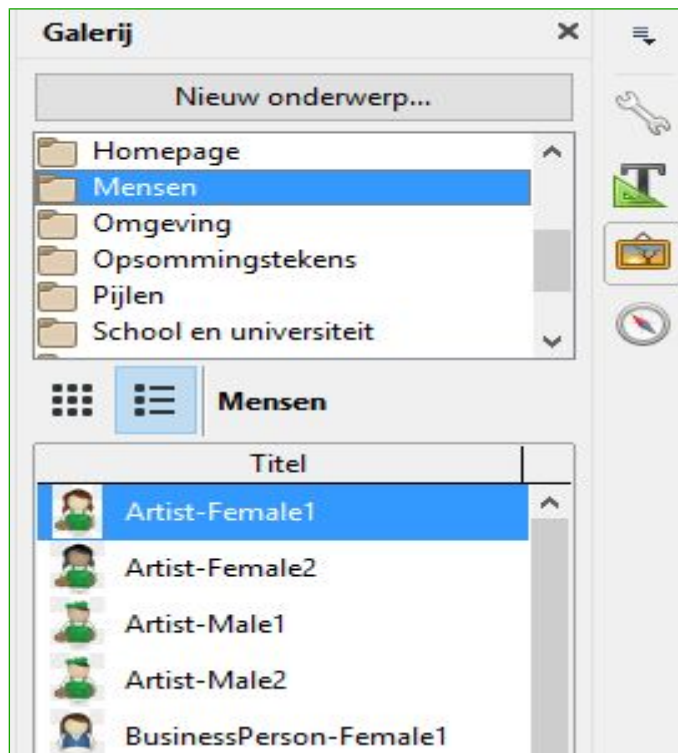 Galerij
Nieuw onderwerp...
Homepage
Mensen
Omgeving
Opsommingstekens
Pijlen
School en universiteit
Mensen
Titel
Artist-Female1
Artist-Female2
Artist-Male1
Artist-Male2
BusinessPerson-Female1